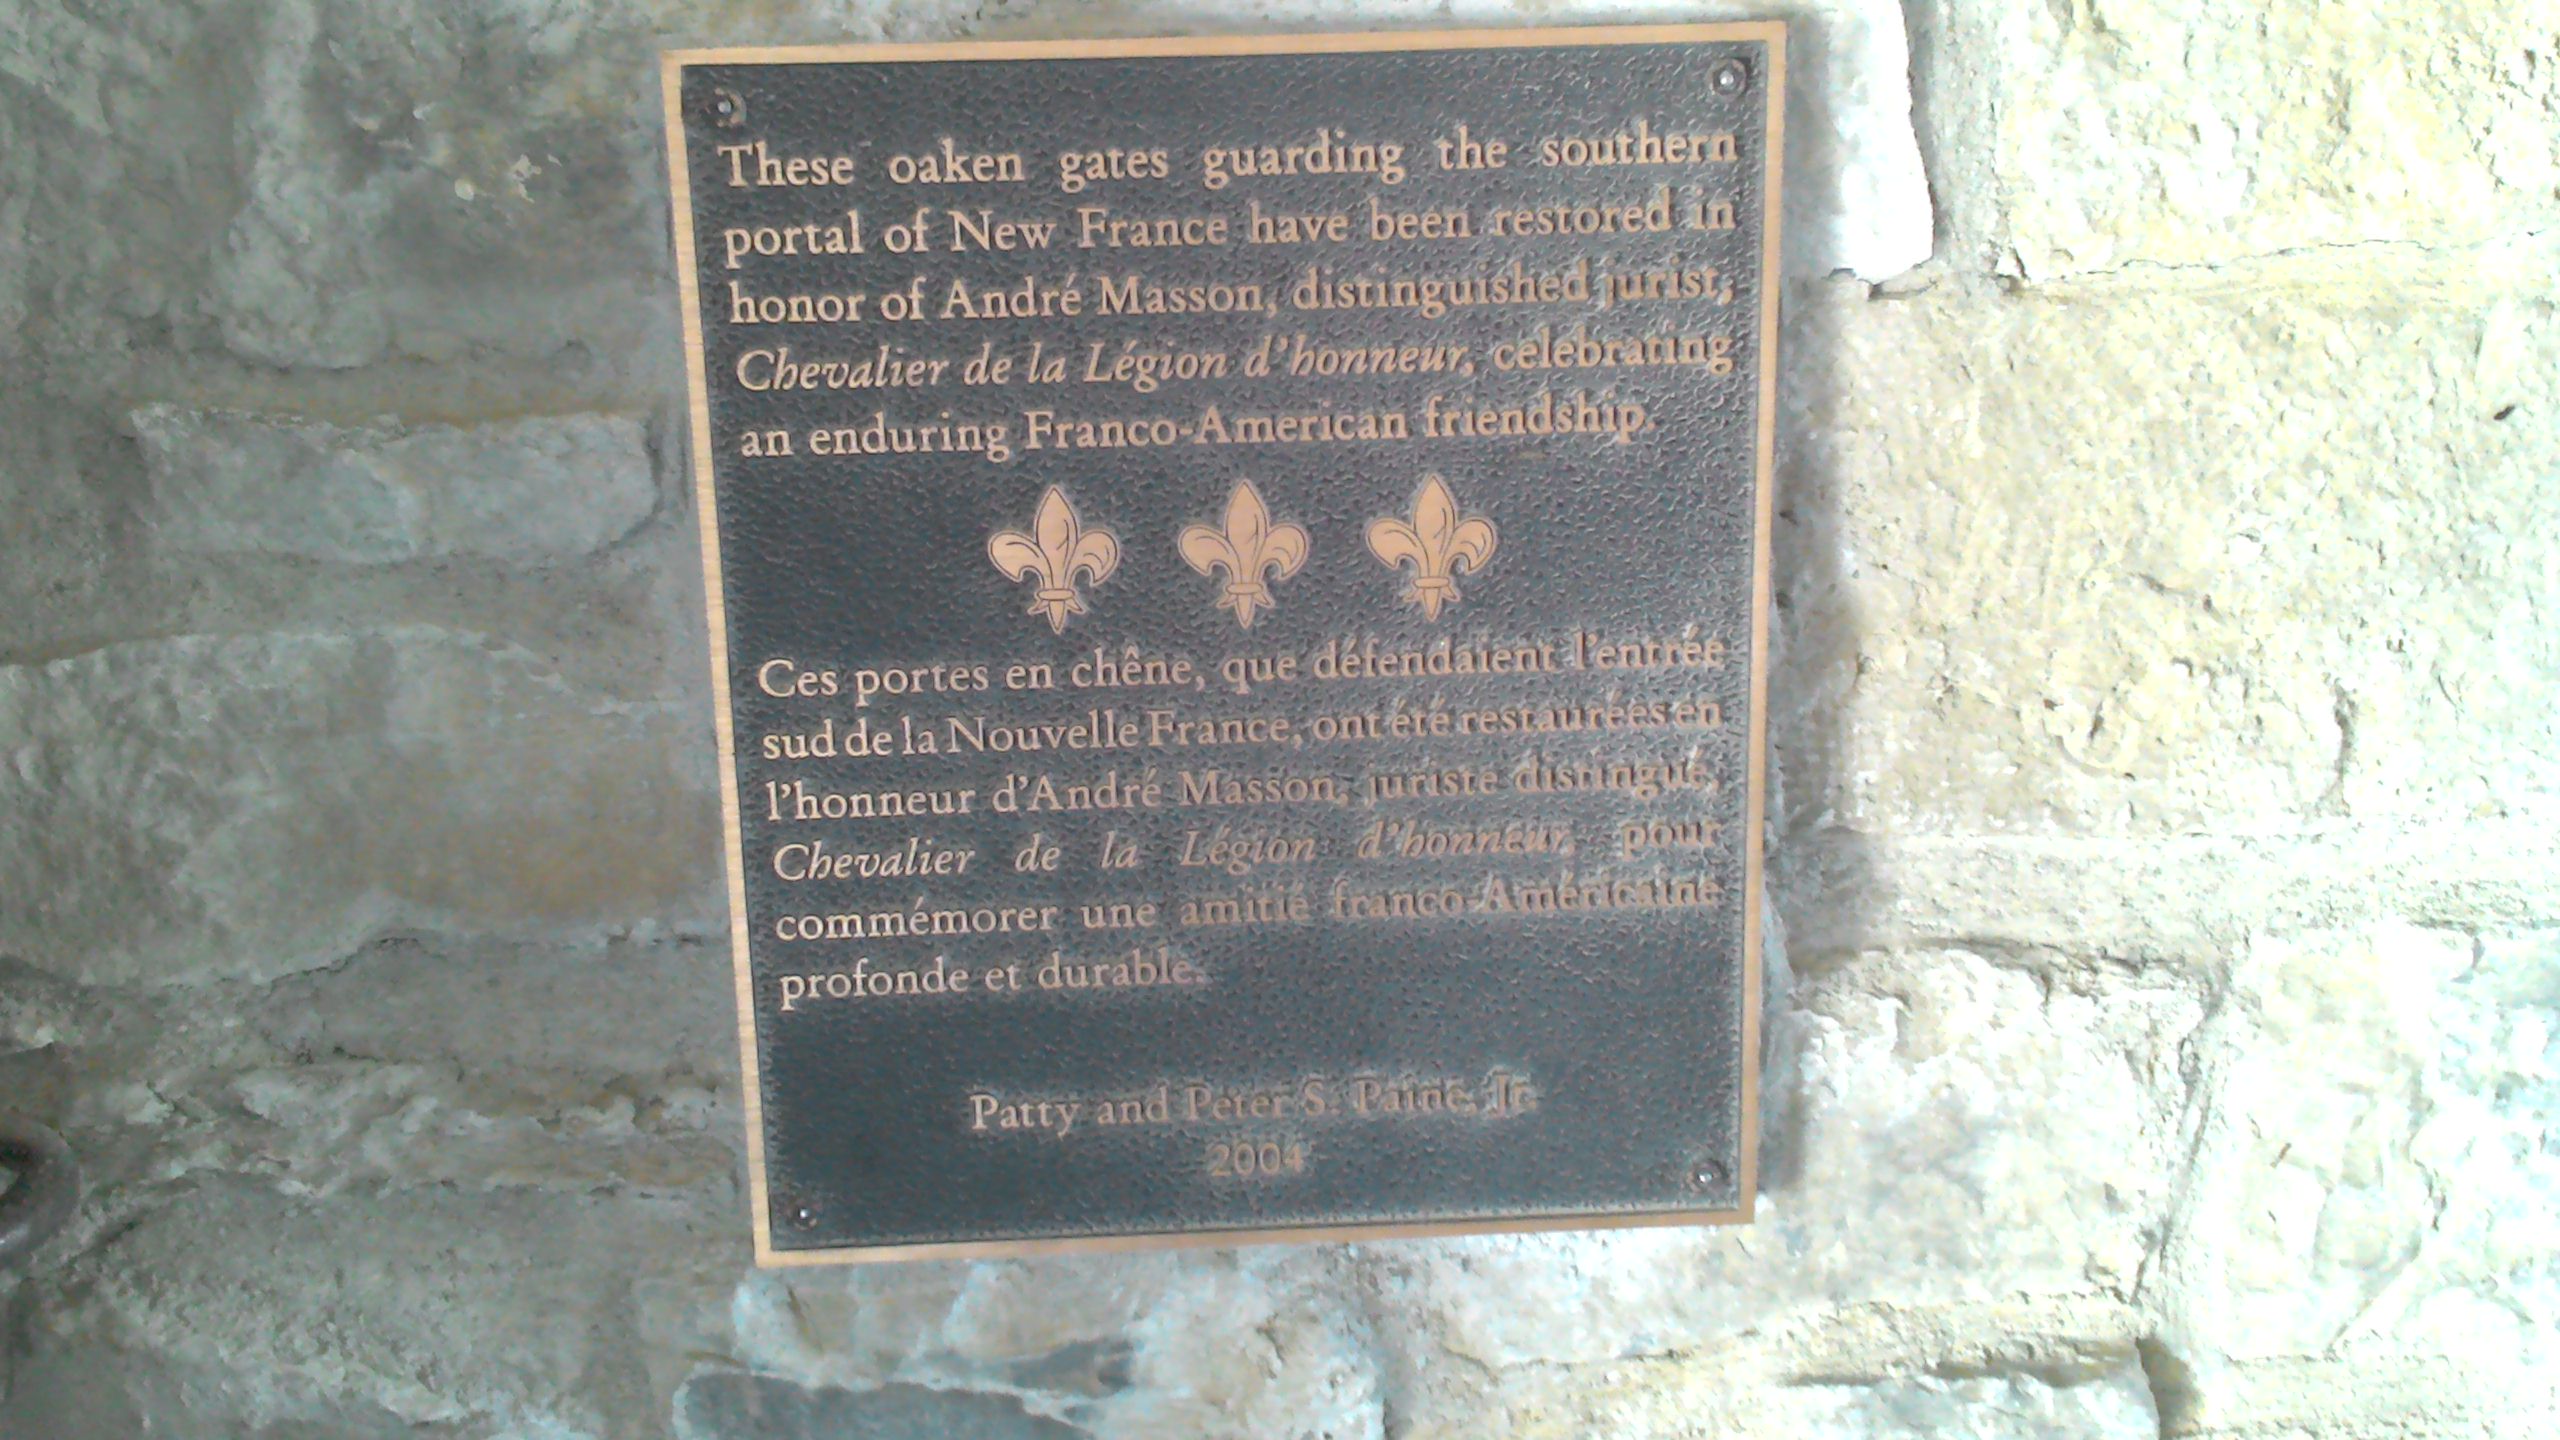 These oaken gates guarding the southern
portal of New France have been restored in
honor of André Masson, distinguished jurist,
Chevalier de la Légion d'honneur, celebrating
an enduring Franco-American friendship.
Ces portes en chêne, que défendaient l'entrée
sud de la Nouvelle France, ont été restaurées en
l'honneur d'André Masson, juriste distingué,
Chevalier de la Légion d'honneur, pour
commémorer une amitié franco-Américaine
profonde et durable.
Patty and Peter S. Paine, Jr.
2004